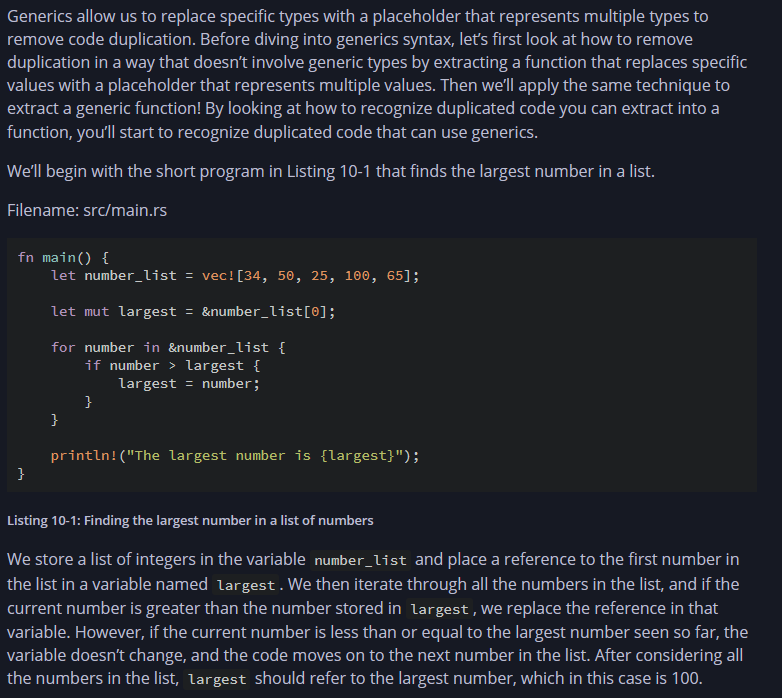 Generics allow us to replace specific types with a placeholder that represents multiple types to
remove code duplication. Before diving into generics syntax, let’s first look at how to remove
duplication in a way that doesn’t involve generic types by extracting a function that replaces specific
values with a placeholder that represents multiple values. Then we’ll apply the same technique to
extract a generic function! By looking at how to recognize duplicated code you can extract into a
function, you’ll start to recognize duplicated code that can use generics.
We’ll begin with the short program in Listing 10-1 that finds the largest number in a list.
Filename: src/main.rs
fn main() {
    let number_list = vec![34, 50, 25, 100, 65];
    let mut largest = &number_list[0];
    for number in &number_list {
        if number > largest {
            largest = number;
        }
    }
    println!("The largest number is {largest}");
}
Listing 10-1: Finding the largest number in a list of numbers
We store a list of integers in the variable number_list and place a reference to the first number in
the list in a variable named largest. We then iterate through all the numbers in the list, and if the
current number is greater than the number stored in largest, we replace the reference in that
variable. However, if the current number is less than or equal to the largest number seen so far, the
variable doesn’t change, and the code moves on to the next number in the list. After considering all
the numbers in the list, largest should refer to the largest number, which in this case is 100.